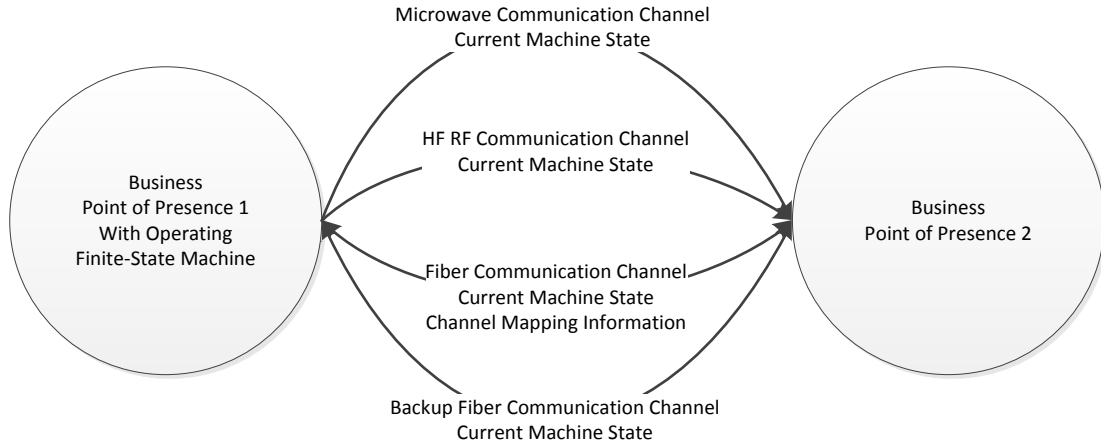 Microwave Communication Channel
Current Machine State
HF RF Communication Channel
Current Machine State
Business
Point of Presence 1
With Operating
Finite-State Machine
Business
Point of Presence 2
Fiber Communication Channel
Current Machine State
Channel Mapping Information
Backup Fiber Communication Channel
Current Machine State